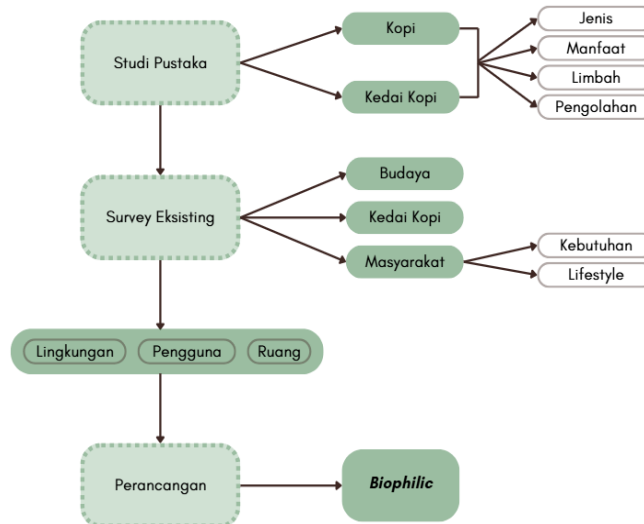 Studi Pustaka
Kopi
Kedai Kopi
Jenis
Manfaat
Limbah
Pengolahan
Survey Eksisting
Budaya
Kedai Kopi
Masyarakat
Kebutuhan
Lifestyle
Lingkungan
Pengguna
Ruang
Perancangan
Biophilic